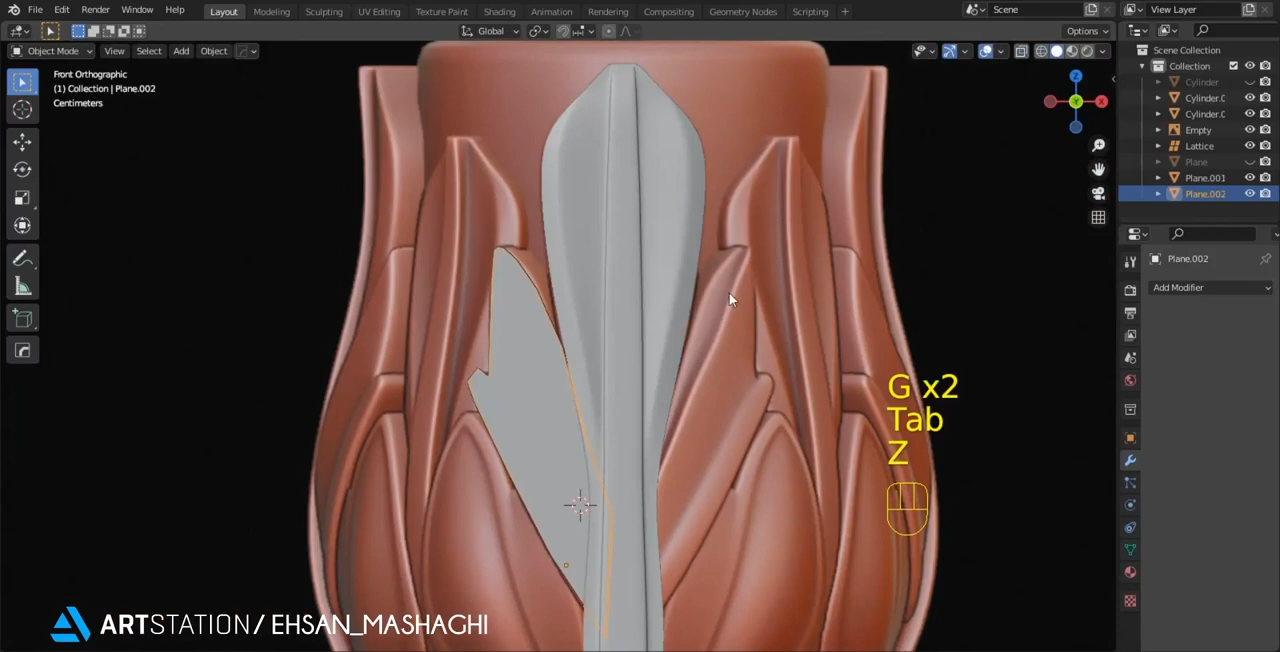 File Edit Render Window Help Layout Modeling Sculpting UV Editing Texture Paint Shading Animation Rendering Compositing Geometry Nodes Scripting + Scene View Layer
Global Options
Object Mode View Select Add Object
Front Orthographic
(1) Collection | Plane.002
Centimeters
Z
X
Y
Scene Collection
Collection
Cylinder
Cylinder.0
Cylinder.0
Empty
Lattice
Plane
Plane.001
Plane.002
Plane.002
Add Modifier
G x2
Tab
Z
ARTSTATION/EHSAN_MASHAGHI